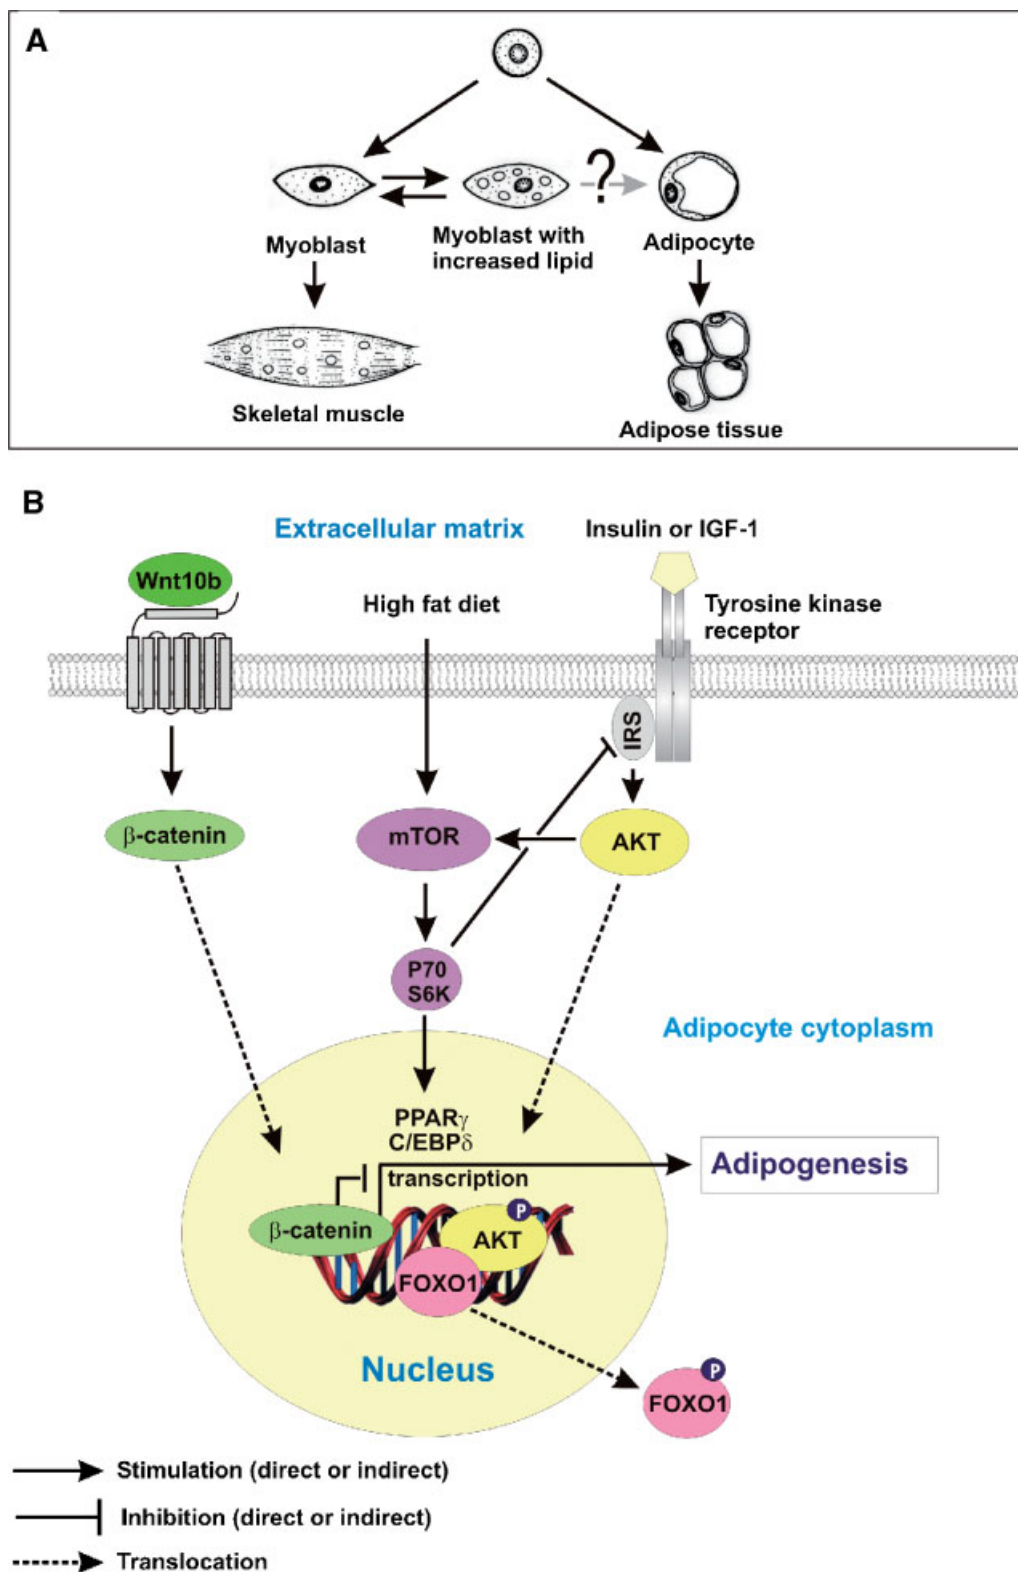 A
?
Myoblast
Myoblast with
increased lipid
Adipocyte
Skeletal muscle
Adipose tissue
B
Extracellular matrix
Insulin or IGF-1
Wnt10b
High fat diet
Tyrosine kinase
receptor
IRS
β-catenin
mTOR
AKT
P70
S6K
Adipocyte cytoplasm
PPARγ
C/EBPδ
transcription
Adipogenesis
β-catenin
P
AKT
FOXO1
Nucleus
P
FOXO1
Stimulation (direct or indirect)
Inhibition (direct or indirect)
Translocation